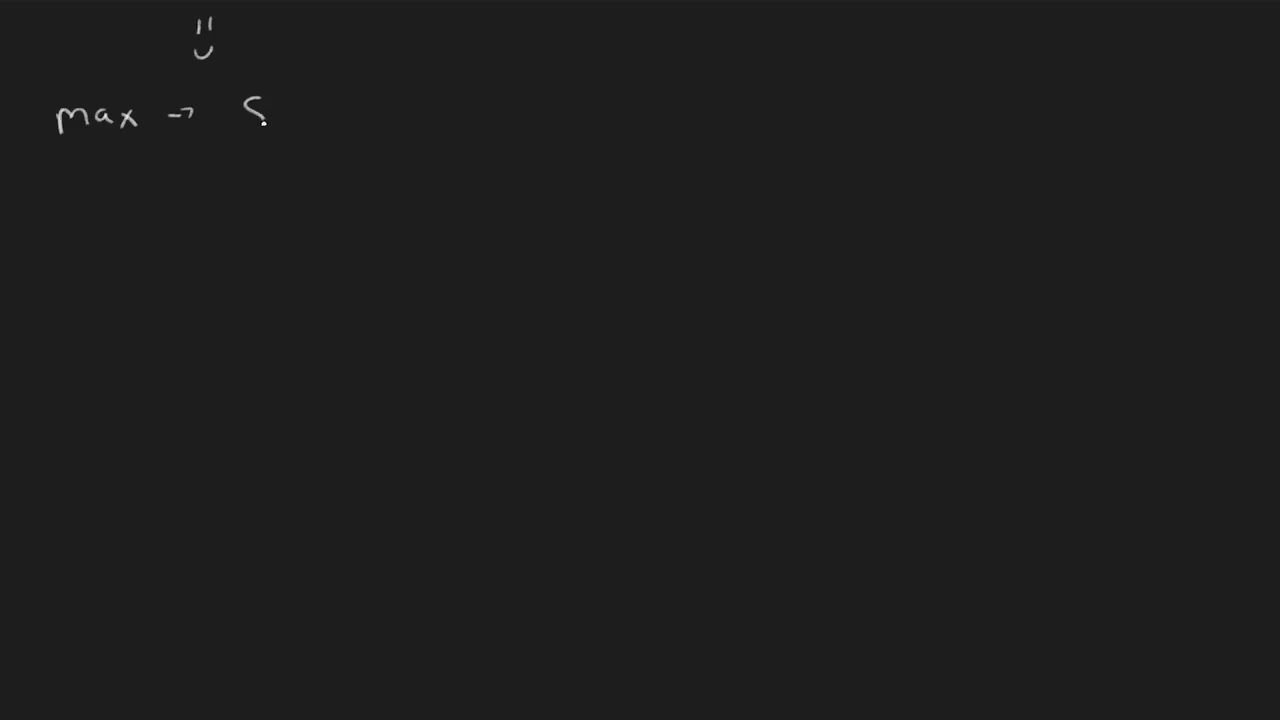 max → S